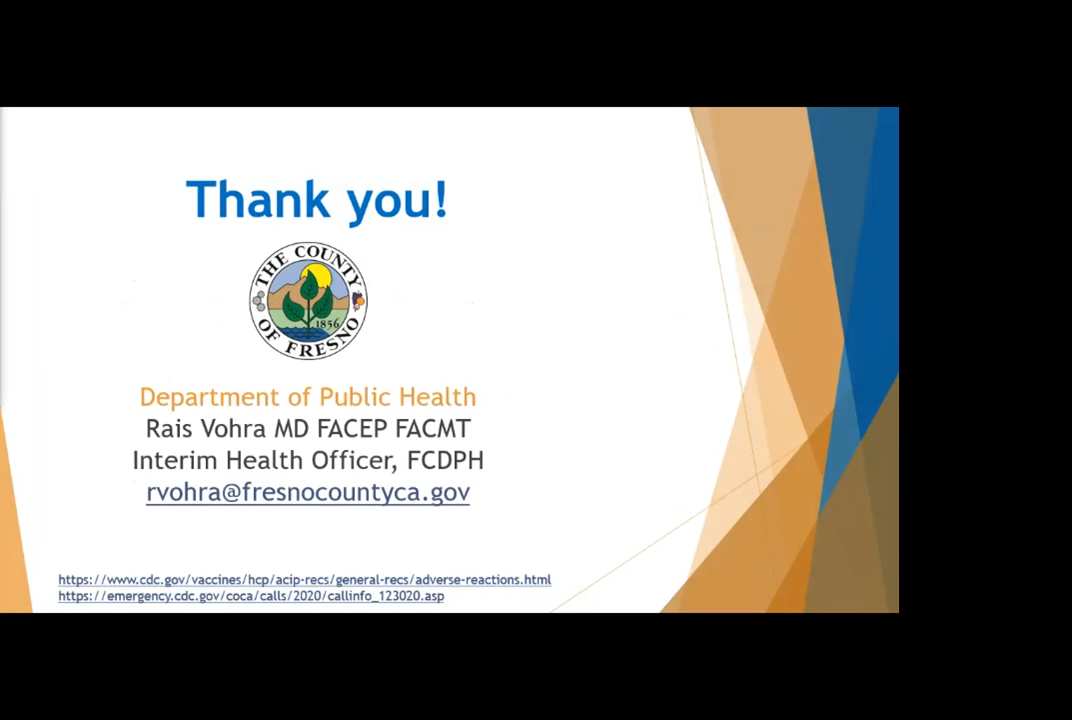 Thank you!
THE COUNTY
1856
OF FRESNO
Department of Public Health
Rais Vohra MD FACEP FACMT
Interim Health Officer, FCDPH
rvohra@fresnocountyca.gov
https://www.cdc.gov/vaccines/hcp/acip-recs/general-recs/adverse-reactions.html
https://emergency.cdc.gov/coca/calls/2020/callinfo_123020.asp